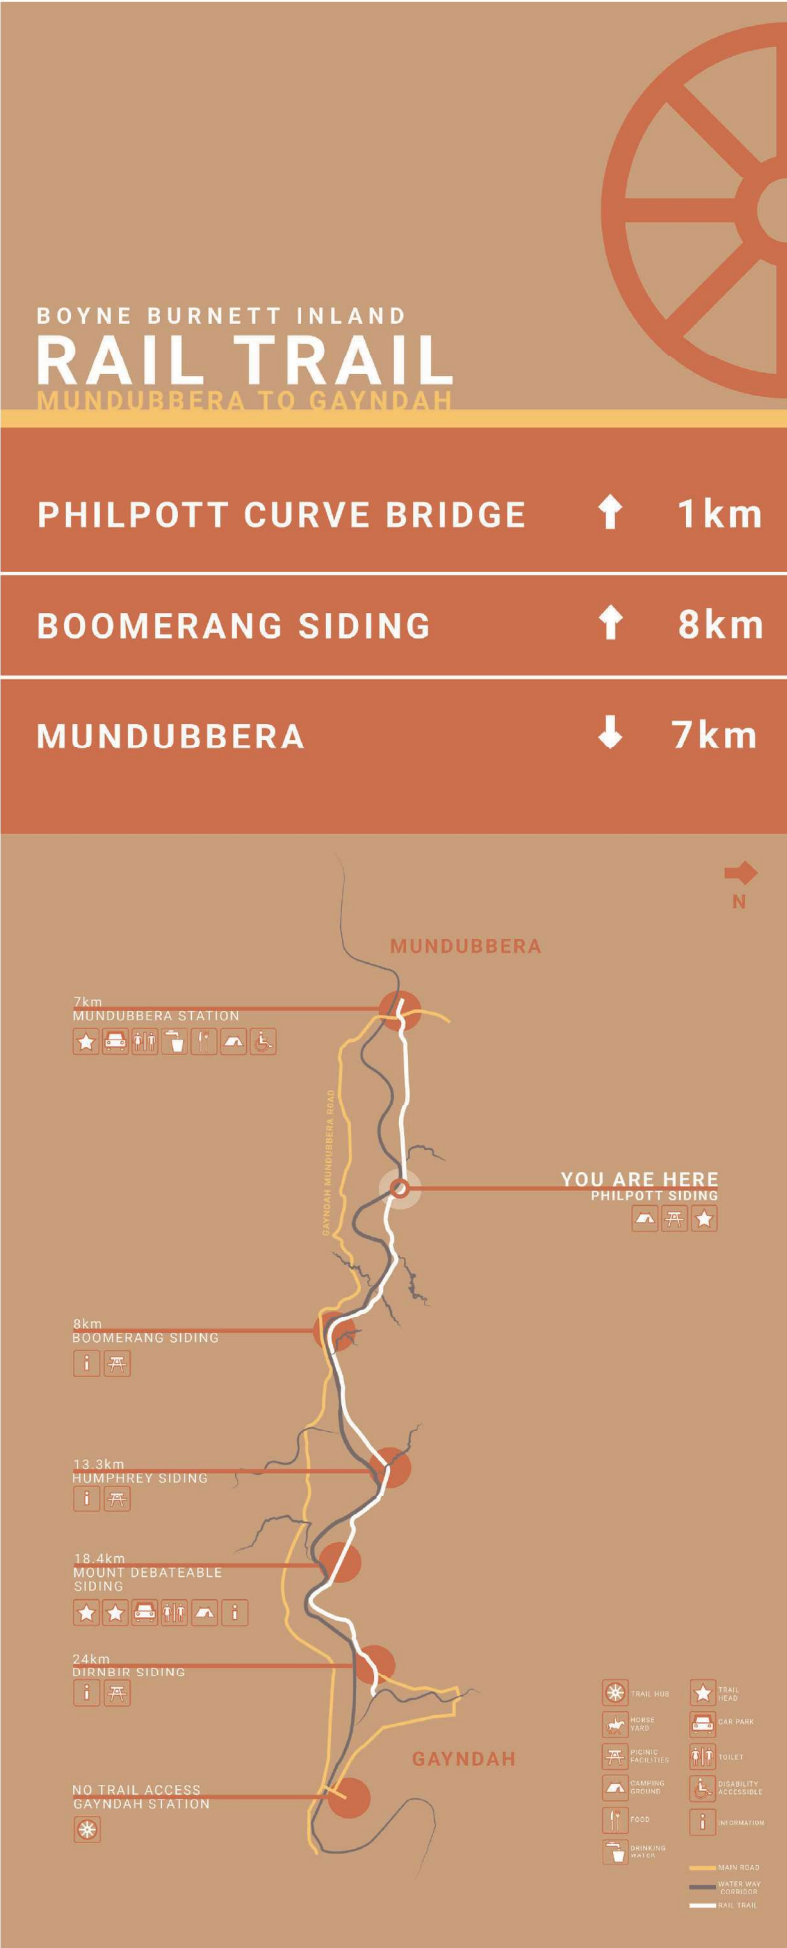 BOYNE BURNETT INLAND
RAIL TRAIL
MUNDUBBERA TO GAYNDAH
PHILPOTT CURVE BRIDGE 1km
BOOMERANG SIDING 8km
MUNDUBBERA 7km
N
MUNDUBBERA
7km
MUNDUBBERA STATION
GAYNDAH MUNDUBBERA ROAD
YOU ARE HERE
PHILPOTT SIDING
8km
BOOMERANG SIDING
13.3km
HUMPHREY SIDING
18.4km
MOUNT DEBATEABLE
SIDING
24km
DIRNBIR SIDING
GAYNDAH
NO TRAIL ACCESS
GAYNDAH STATION
TRAIL HUB
HORSE
YARD
PICINIC
FACILITIES
CAMPING
GROUND
FOOD
DRINKING
WATER
TRAIL
HEAD
CAR PARK
TOILET
DISABILITY
ACCESSIBLE
INFORMATION
MAIN ROAD
WATER WAY
CORRIDOR
RAIL TRAIL